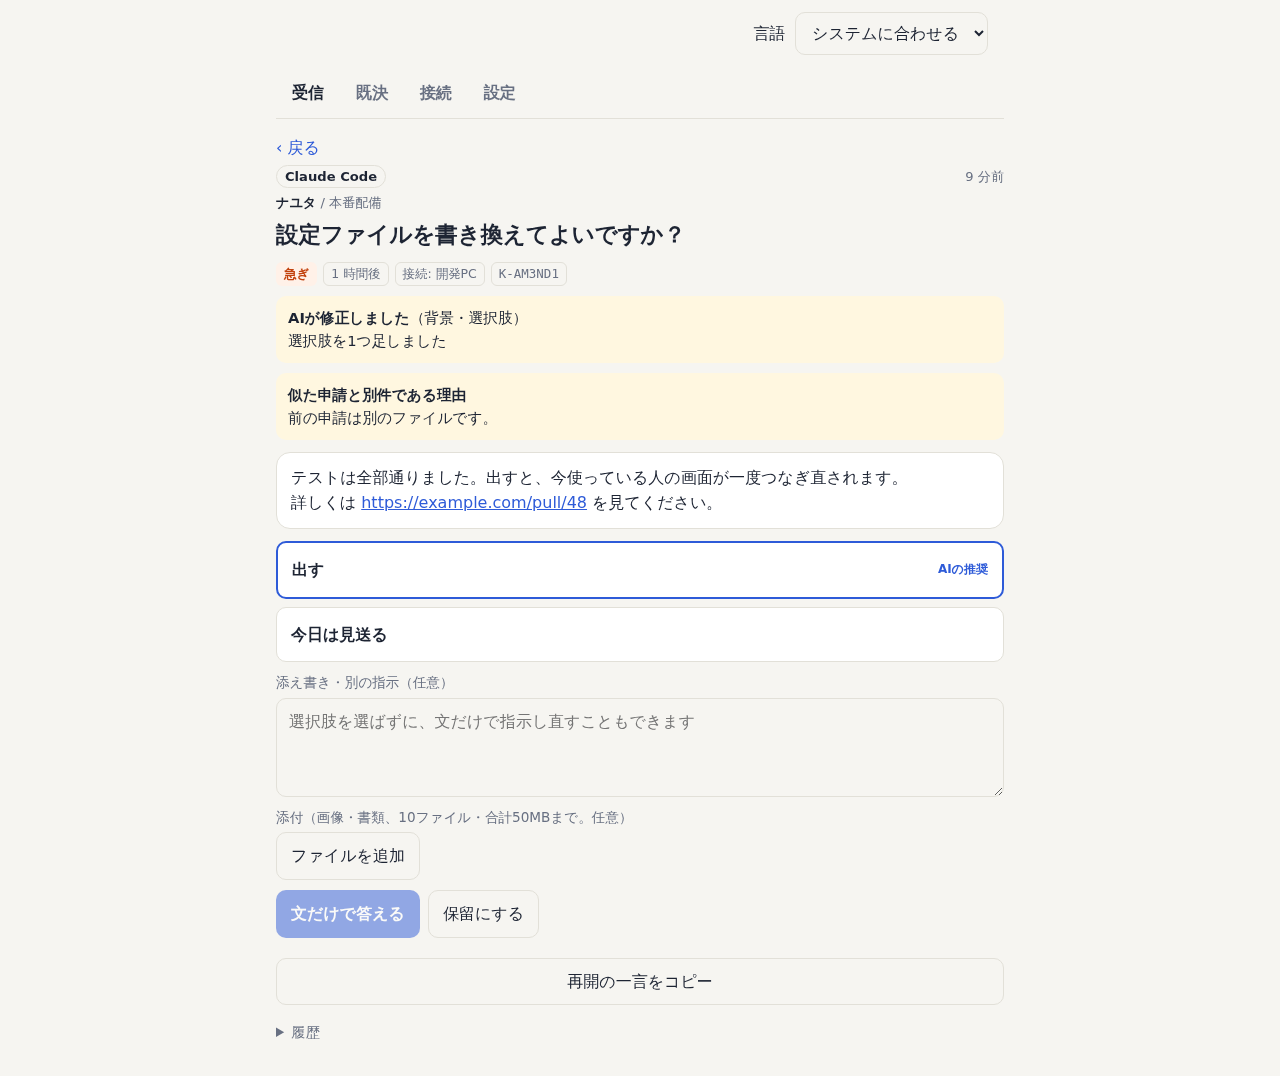 言語 システムに合わせる
受信 既決 接続 設定
‹ 戻る
Claude Code 9 分前
ナユタ / 本番配備
設定ファイルを書き換えてよいですか？
急ぎ 1 時間後 接続: 開発PC K-AM3ND1
AIが修正しました（背景・選択肢）
選択肢を1つ足しました
似た申請と別件である理由
前の申請は別のファイルです。
テストは全部通りました。出すと、今使っている人の画面が一度つなぎ直されます。
詳しくは https://example.com/pull/48 を見てください。
出す AIの推奨
今日は見送る
添え書き・別の指示（任意）
選択肢を選ばずに、文だけで指示し直すこともできます
添付（画像・書類、10ファイル・合計50MBまで。任意）
ファイルを追加
文だけで答える 保留にする
再開の一言をコピー
履歴